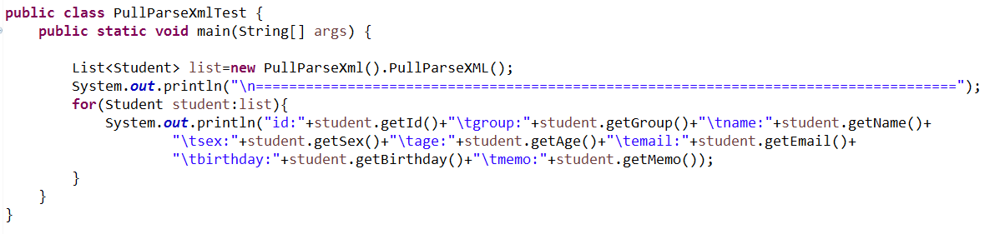 public class PullParseXmlTest {
    public static void main(String[] args) {
        List<Student> list=new PullParseXml().PullParseXML();
        System.out.println("\n====================================================================================");
        for(Student student:list){
            System.out.println("id:"+student.getId()+"\tgroup:"+student.getGroup()+"\tname:"+student.getName()+
                    "\tsex:"+student.getSex()+"\tage:"+student.getAge()+"\temail:"+student.getEmail()+
                    "\tbirthday:"+student.getBirthday()+"\tmemo:"+student.getMemo());
        }
    }
}